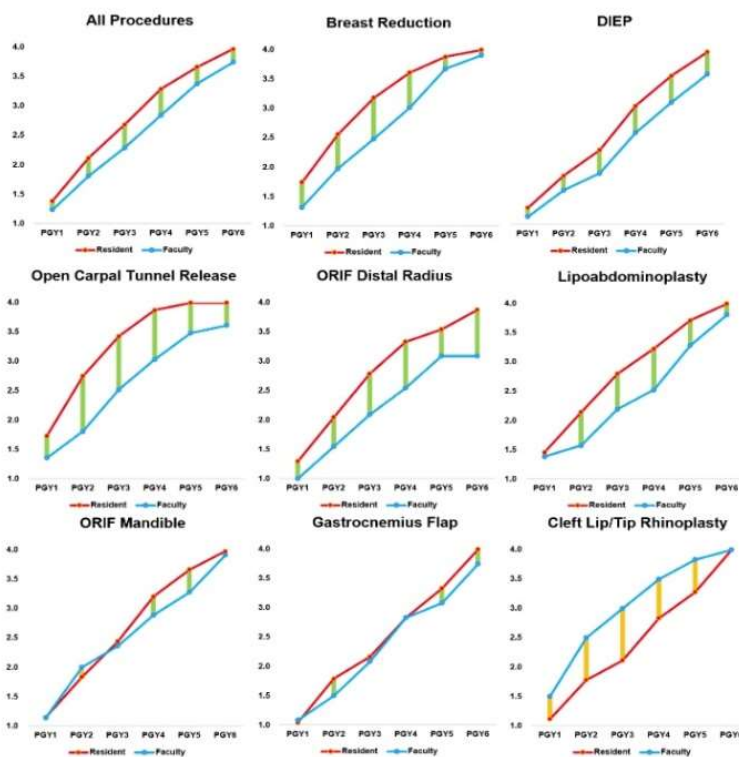 All Procedures
4.0
3.5
3.0
2.5
2.0
1.5
1.0
PGY1 PGY2 PGY3 PGY4 PGY5 PGY6
Resident Faculty
Breast Reduction
4.0
3.5
3.0
2.5
2.0
1.5
1.0
PGY1 PGY2 PGY3 PGY4 PGY5 PGY6
Resident Faculty
DIEP
4.0
3.5
3.0
2.5
2.0
1.5
1.0
PGY1 PGY2 PGY3 PGY4 PGY5 PGY6
Resident Faculty
Open Carpal Tunnel Release
4.0
3.5
3.0
2.5
2.0
1.5
1.0
PGY1 PGY2 PGY3 PGY4 PGY5 PGY6
Resident Faculty
ORIF Distal Radius
4.0
3.5
3.0
2.5
2.0
1.5
1.0
PGY1 PGY2 PGY3 PGY4 PGY5 PGY6
Resident Faculty
Lipoabdominoplasty
4.0
3.5
3.0
2.5
2.0
1.5
1.0
PGY1 PGY2 PGY3 PGY4 PGY5 PGY6
Resident Faculty
ORIF Mandible
4.0
3.5
3.0
2.5
2.0
1.5
1.0
PGY1 PGY2 PGY3 PGY4 PGY5 PGY6
Resident Faculty
Gastrocnemius Flap
4.0
3.5
3.0
2.5
2.0
1.5
1.0
PGY1 PGY2 PGY3 PGY4 PGY5 PGY6
Resident Faculty
Cleft Lip/Tip Rhinoplasty
4.0
3.5
3.0
2.5
2.0
1.5
1.0
PGY1 PGY2 PGY3 PGY4 PGY5 PGY6
Resident Faculty